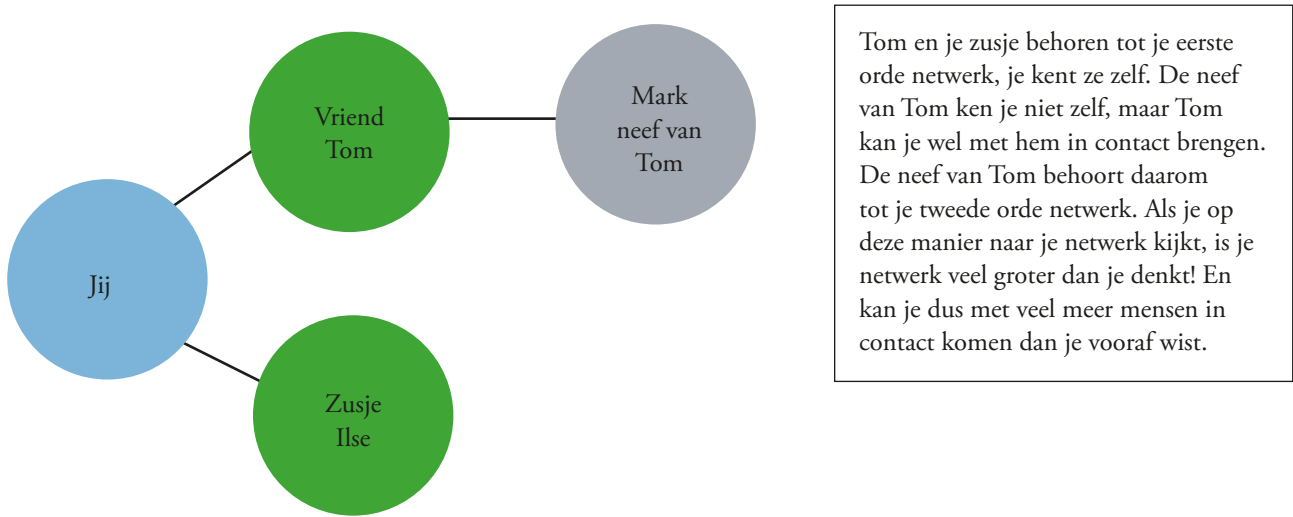 Vriend
Tom
Mark
neef van
Tom
Jij
Zusje
Ilse
Tom en je zusje behoren tot je eerste
orde netwerk, je kent ze zelf. De neef
van Tom ken je niet zelf, maar Tom
kan je wel met hem in contact brengen.
De neef van Tom behoort daarom
tot je tweede orde netwerk. Als je op
deze manier naar je netwerk kijkt, is je
netwerk veel groter dan je denkt! En
kan je dus met veel meer mensen in
contact komen dan je vooraf wist.